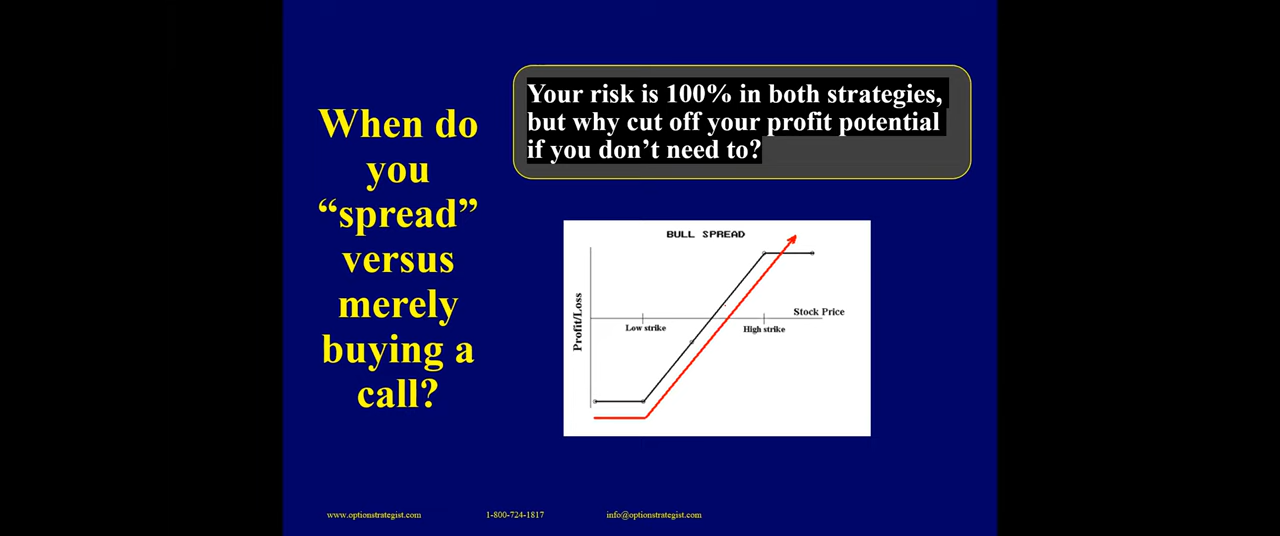 When do
you
“spread”
versus
merely
buying a
call?
Your risk is 100% in both strategies,
but why cut off your profit potential
if you don’t need to?
BULL SPREAD
Profit/Loss
Low strike
High strike
Stock Price
www.optionstrategist.com
1-800-724-1817
info@optionstrategist.com